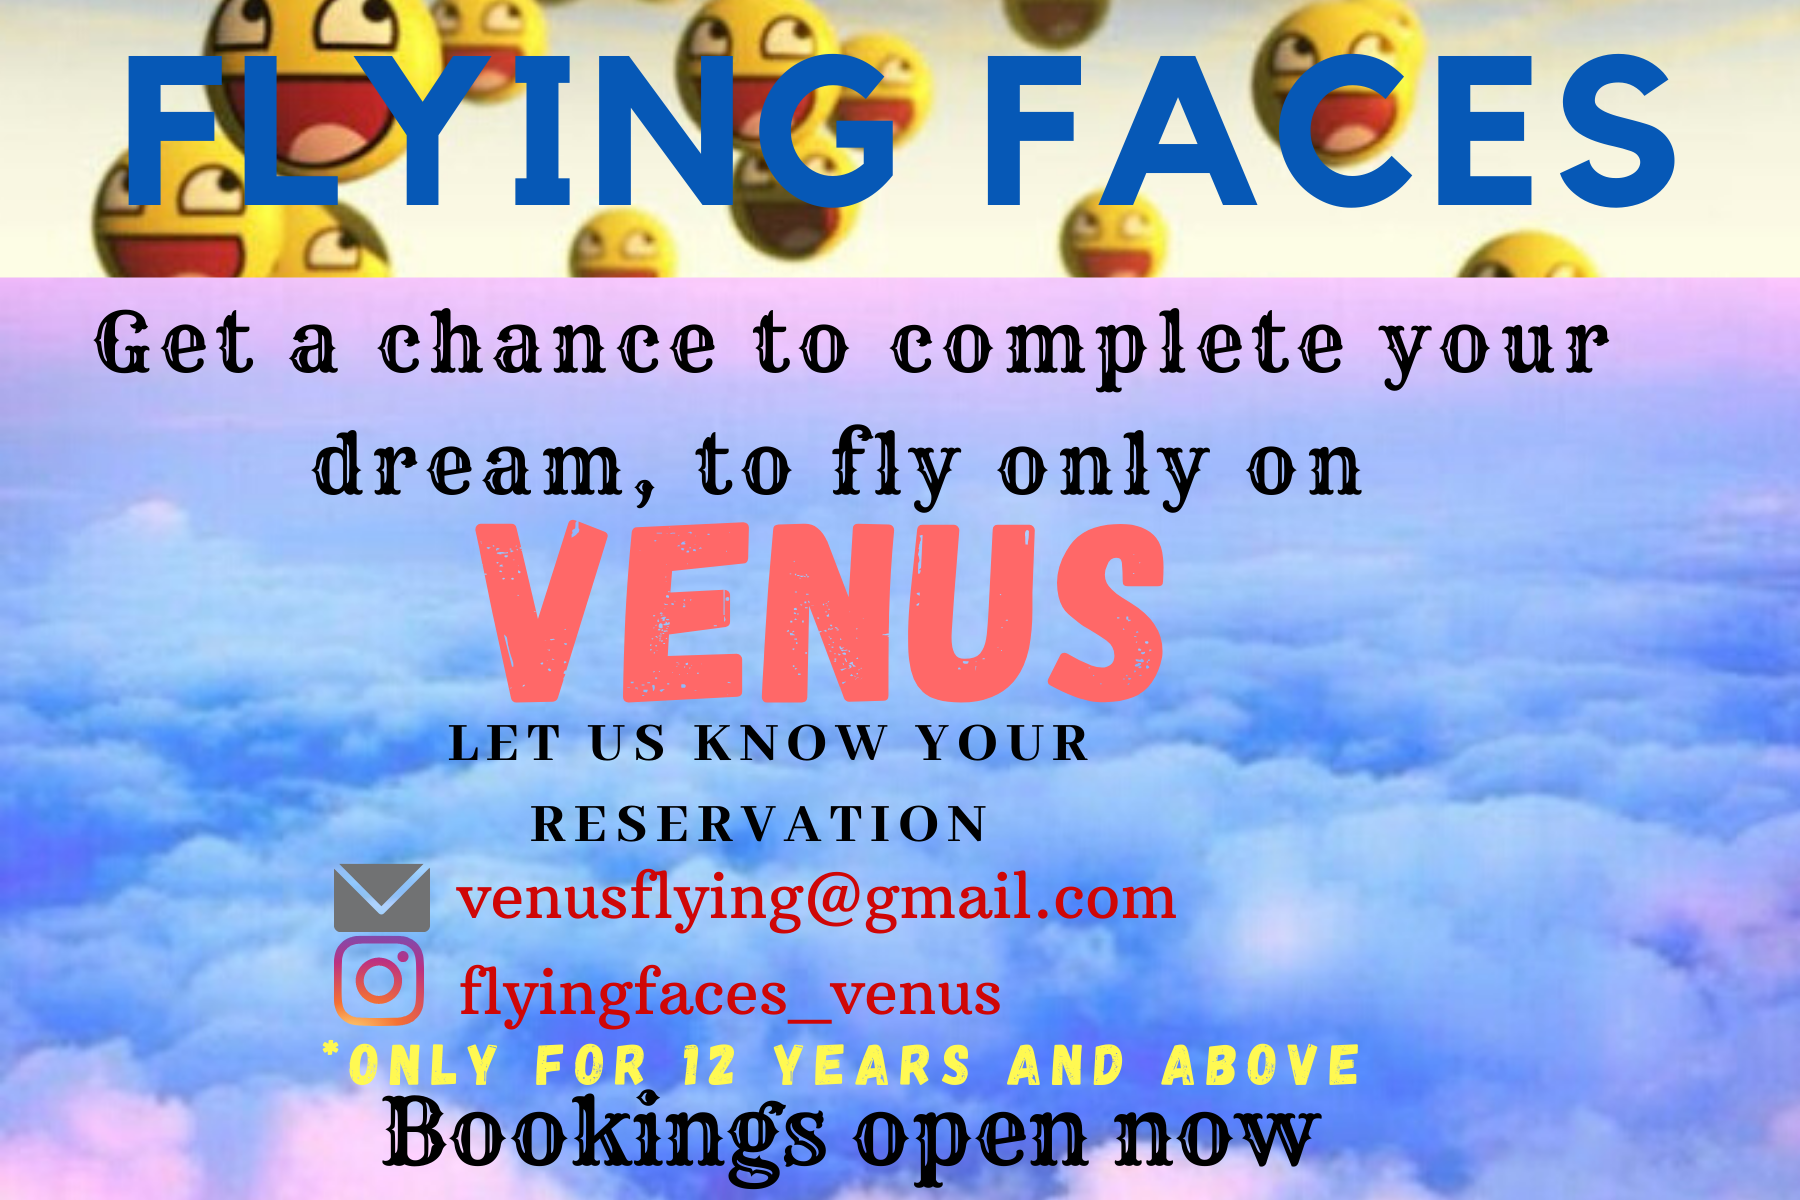 FLYING FACES
Get a chance to complete your
dream, to fly only on
VENUS
LET US KNOW YOUR
RESERVATION
venusflying@gmail.com
flyingfaces_venus
*ONLY FOR 12 YEARS AND ABOVE
Bookings open now